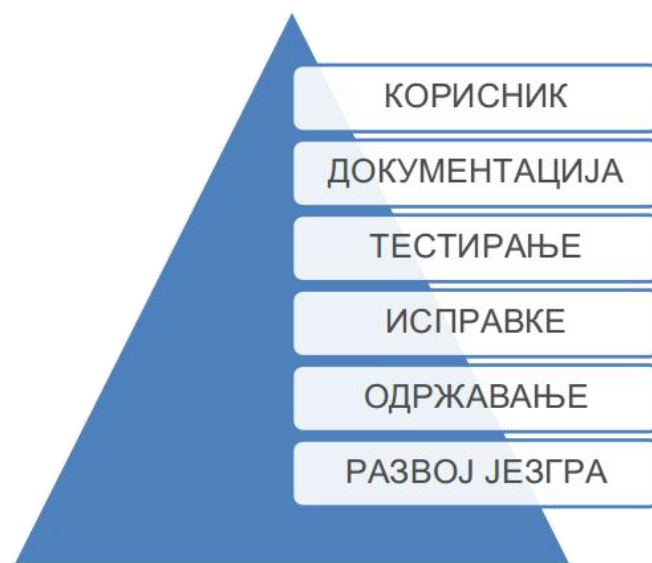 КОРИСНИК
ДОКУМЕНТАЦИЈА
ТЕСТИРАЊЕ
ИСПРАВКЕ
ОДРЖАВАЊЕ
РАЗВОЈ ЈЕЗГРА